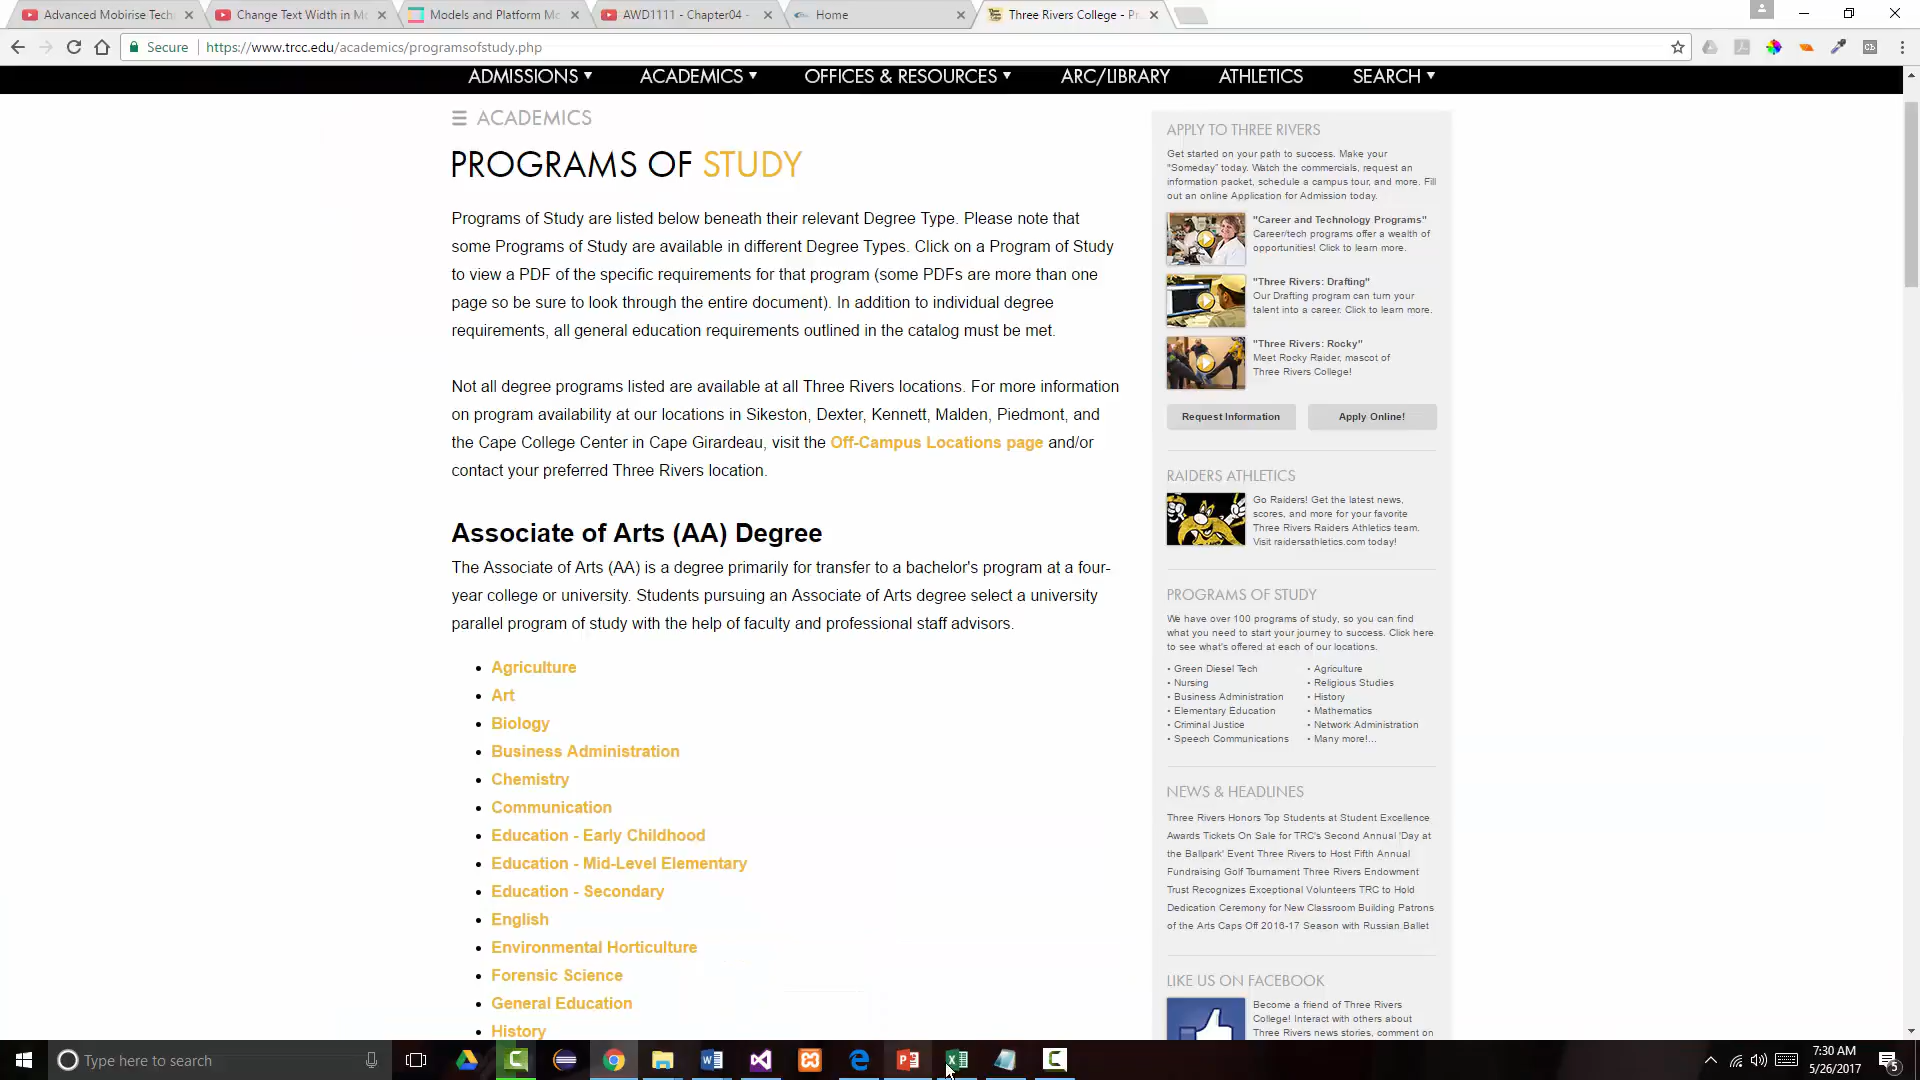 Advanced Mobirise Tech
Change Text Width in Mo
Models and Platform Mo
AWD1111 - Chapter04 -
Home
Three Rivers College - Pr
Secure
https://www.trcc.edu/academics/programsofstudy.php
ADMISSIONS ▼
ACADEMICS ▼
OFFICES & RESOURCES ▼
ARC/LIBRARY
ATHLETICS
SEARCH ▼
ACADEMICS
PROGRAMS OF STUDY
Programs of Study are listed below beneath their relevant Degree Type. Please note that
some Programs of Study are available in different Degree Types. Click on a Program of Study
to view a PDF of the specific requirements for that program (some PDFs are more than one
page so be sure to look through the entire document). In addition to individual degree
requirements, all general education requirements outlined in the catalog must be met.
Not all degree programs listed are available at all Three Rivers locations. For more information
on program availability at our locations in Sikeston, Dexter, Kennett, Malden, Piedmont, and
the Cape College Center in Cape Girardeau, visit the Off-Campus Locations page and/or
contact your preferred Three Rivers location.
Associate of Arts (AA) Degree
The Associate of Arts (AA) is a degree primarily for transfer to a bachelor's program at a four-
year college or university. Students pursuing an Associate of Arts degree select a university
parallel program of study with the help of faculty and professional staff advisors.
• Agriculture
• Art
• Biology
• Business Administration
• Chemistry
• Communication
• Education - Early Childhood
• Education - Mid-Level Elementary
• Education - Secondary
• English
• Environmental Horticulture
• Forensic Science
• General Education
• History
APPLY TO THREE RIVERS
Get started on your path to success. Make your
"Someday" today. Watch the commercials, request an
information packet, schedule a campus tour, and more. Fill
out an online Application for Admission today.
"Career and Technology Programs"
Career/tech programs offer a wealth of
opportunities! Click to learn more.
"Three Rivers: Drafting"
Our Drafting program can turn your
talent into a career. Click to learn more.
"Three Rivers: Rocky"
Meet Rocky Raider, mascot of
Three Rivers College!
Request Information
Apply Online!
RAIDERS ATHLETICS
Go Raiders! Get the latest news,
scores, and more for your favorite
Three Rivers Raiders Athletics team.
Visit raidersathletics.com today!
PROGRAMS OF STUDY
We have over 100 programs of study, so you can find
what you need to start your journey to success. Click here
to see what's offered at each of our locations.
• Green Diesel Tech
• Nursing
• Business Administration
• Elementary Education
• Criminal Justice
• Speech Communications
• Agriculture
• Religious Studies
• History
• Mathematics
• Network Administration
• Many more!...
NEWS & HEADLINES
Three Rivers Honors Top Students at Student Excellence
Awards Tickets On Sale for TRC's Second Annual 'Day at
the Ballpark' Event Three Rivers to Host Fifth Annual
Fundraising Golf Tournament Three Rivers Endowment
Trust Recognizes Exceptional Volunteers TRC to Hold
Dedication Ceremony for New Classroom Building Patrons
of the Arts Caps Off 2016-17 Season with Russian Ballet
LIKE US ON FACEBOOK
Become a friend of Three Rivers
College! Interact with others about
Three Rivers news stories, comment on
Type here to search
7:30 AM
5/26/2017
5